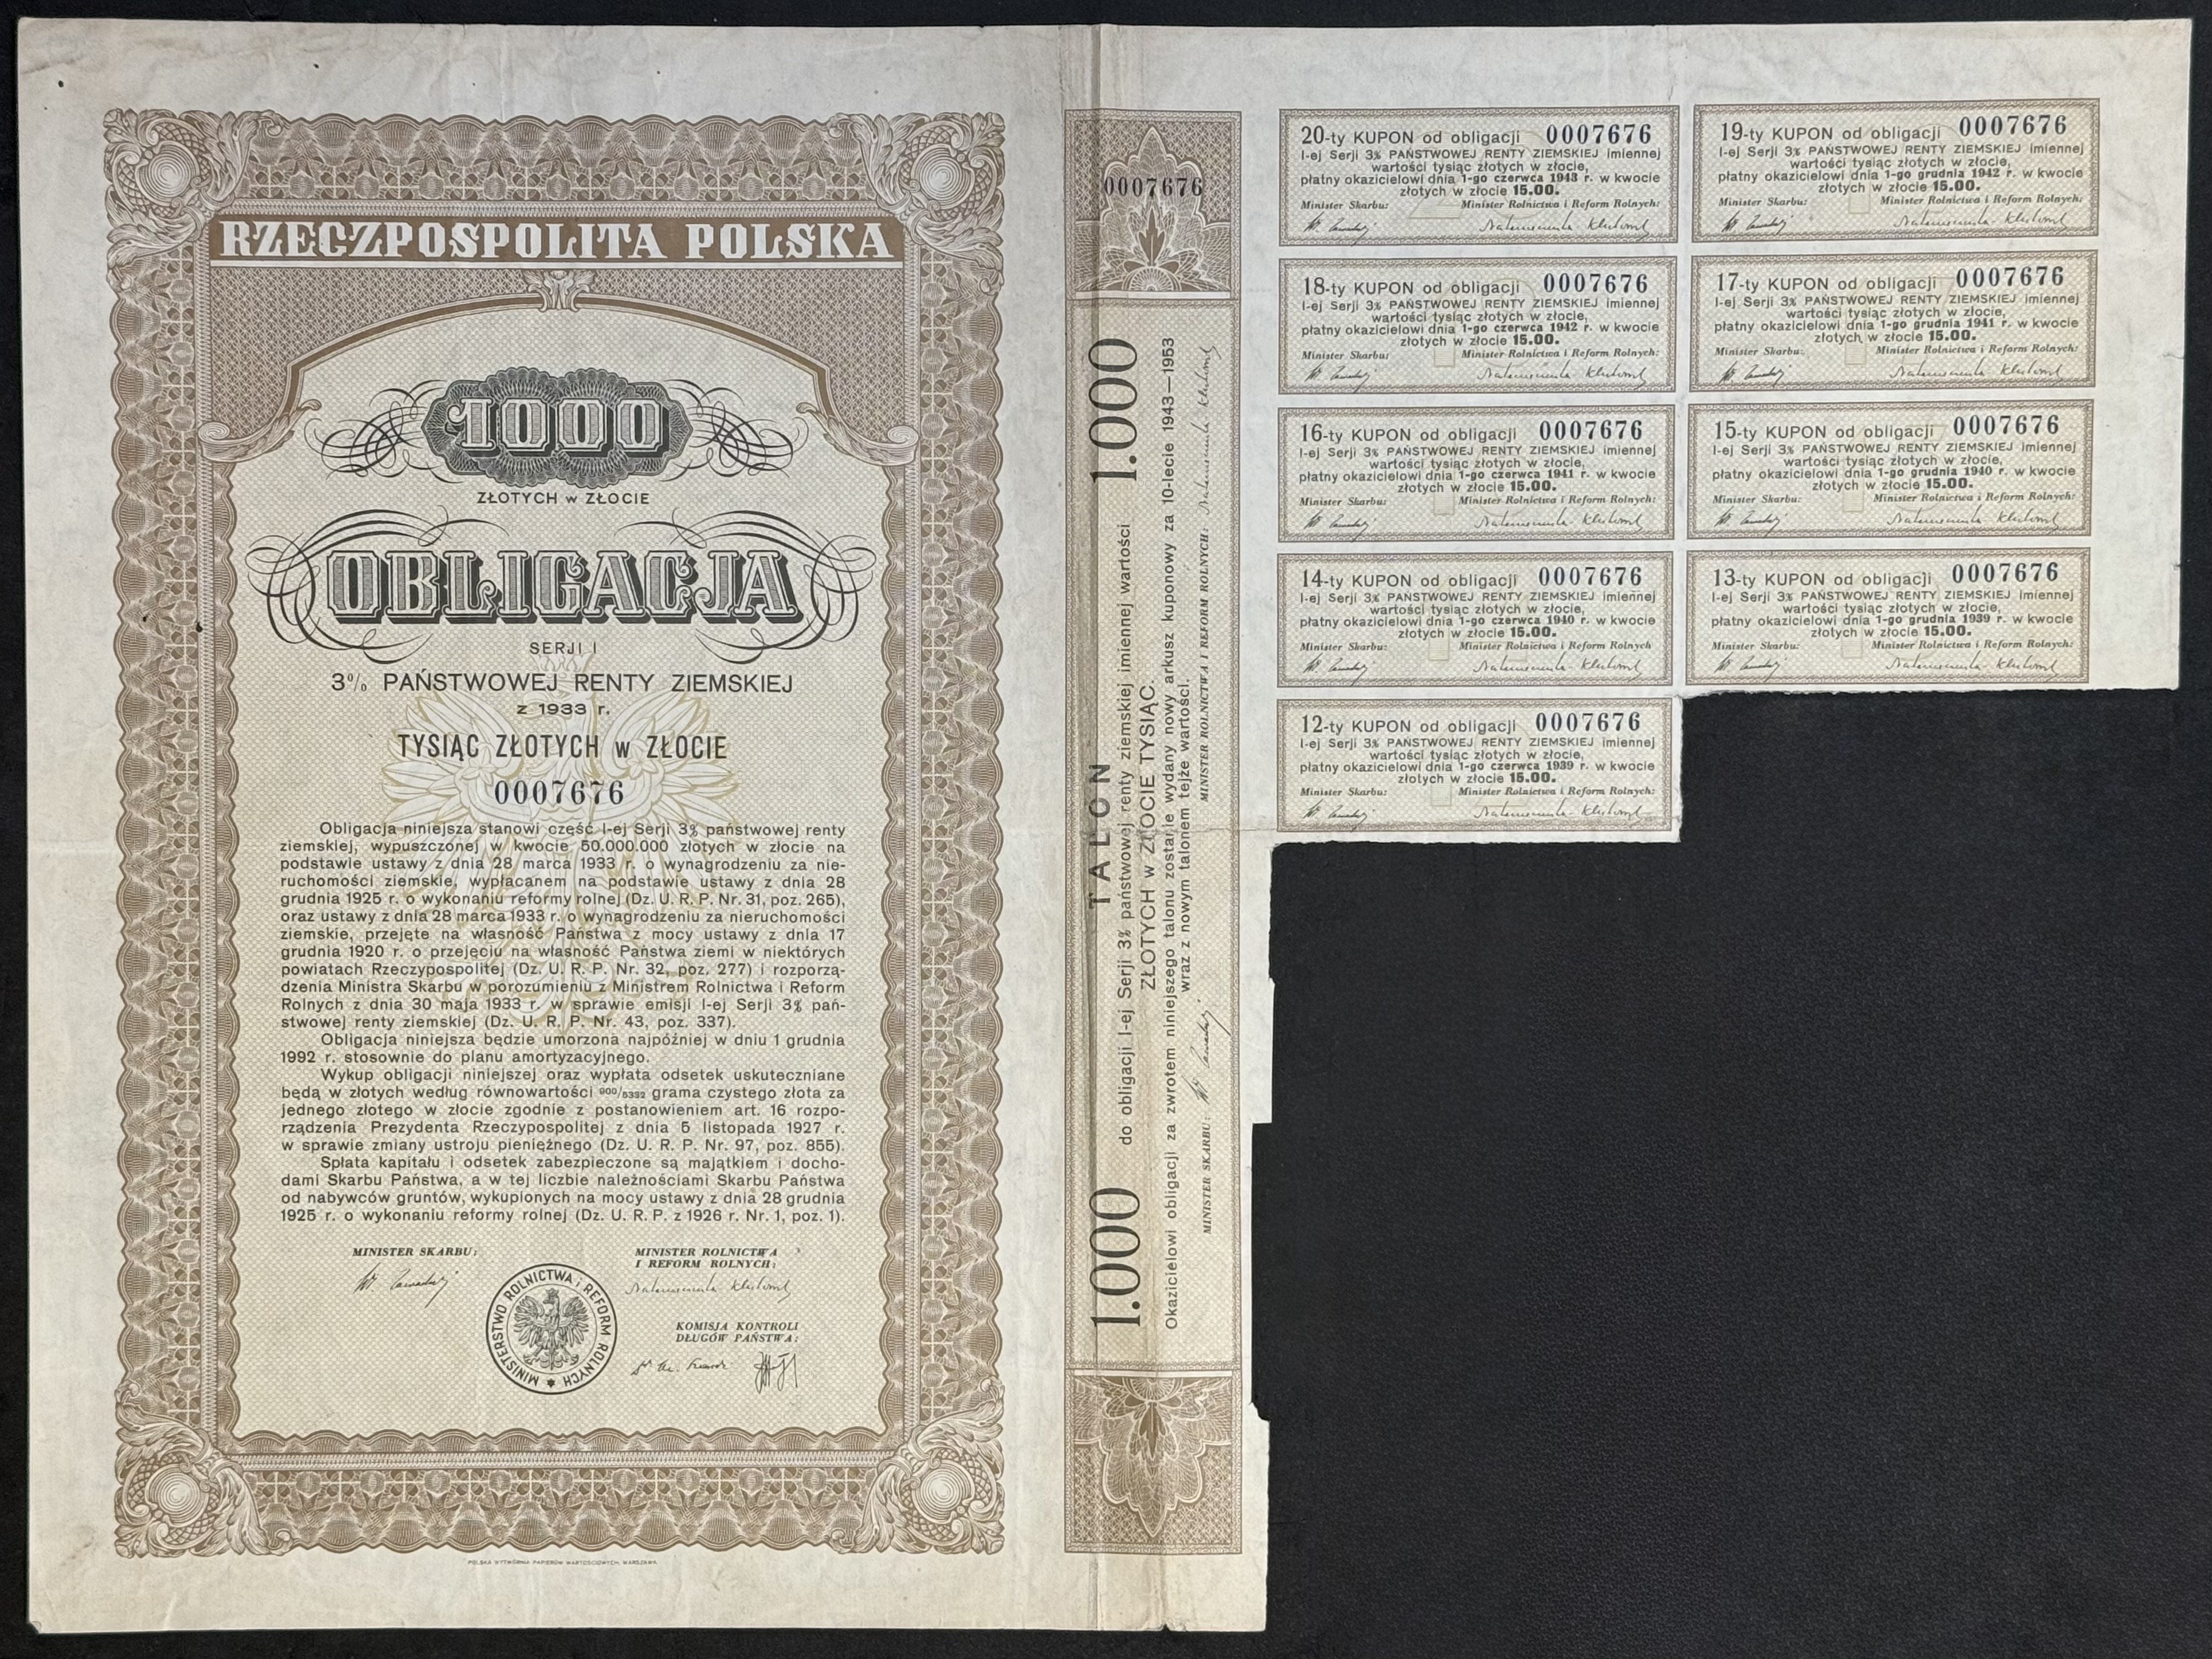 RZECZPOSPOLITA POLSKA
1000
ZŁOTYCH w ZŁOCIE
OBLIGACJA
SERJI I
3% PAŃSTWOWEJ RENTY ZIEMSKIEJ
z 1933 r.
TYSIĄC ZŁOTYCH w ZŁOCIE
0007676
Obligacja niniejsza stanowi część I-ej Serji 3% państwowej renty
ziemskiej, wypuszczonej w kwocie 50.000.000 złotych w złocie na
podstawie ustawy z dnia 28 marca 1933 r. o wynagrodzeniu za nie-
ruchomości ziemskie, wypłacanem na podstawie ustawy z dnia 28
grudnia 1925 r. o wykonaniu reformy rolnej (Dz. U. R. P. Nr. 31, poz. 265),
oraz ustawy z dnia 28 marca 1933 r. o wynagrodzeniu za nieruchomości
ziemskie, przejęte na własność Państwa z mocy ustawy z dnia 17
grudnia 1920 r. o przejęciu na własność Państwa ziemi w niektórych
powiatach Rzeczypospolitej (Dz. U. R. P. Nr. 32, poz. 277) i rozporzą-
dzenia Ministra Skarbu w porozumieniu z Ministrem Rolnictwa i Reform
Rolnych z dnia 30 maja 1933 r. w sprawie emisji I-ej Serji 3% pań-
stwowej renty ziemskiej (Dz. U. R. P. Nr. 43, poz. 337).
Obligacja niniejsza będzie umorzona najpóźniej w dniu 1 grudnia
1992 r. stosownie do planu amortyzacyjnego.
Wykup obligacji niniejszej oraz wypłata odsetek uskuteczniane
będą w złotych według równowartości 900/5332 grama czystego złota za
jednego złotego w złocie zgodnie z postanowieniem art. 16 rozpo-
rządzenia Prezydenta Rzeczypospolitej z dnia 5 listopada 1927 r.
w sprawie zmiany ustroju pieniężnego (Dz. U. R. P. Nr. 97, poz. 855).
Spłata kapitału i odsetek zabezpieczone są majątkiem i docho-
dami Skarbu Państwa, a w tej liczbie należnościami Skarbu Państwa
od nabywców gruntów, wykupionych na mocy ustawy z dnia 28 grudnia
1925 r. o wykonaniu reformy rolnej (Dz. U. R. P. z 1926 r. Nr. 1, poz. 1).
MINISTER SKARBU:
MINISTER ROLNICTWA
I REFORM ROLNYCH:
MINISTERSTWO ROLNICTWA i REFORM ROLNYCH
KOMISJA KONTROLI
DŁUGÓW PAŃSTWA:
POLSKA WYTWÓRNIA PAPIERÓW WARTOŚCIOWYCH, WARSZAWA
0007676
1.000 TALON 1.000
do obligacji I-ej Serji 3% państwowej renty ziemskiej imiennej wartości
ZŁOTYCH w ZŁOCIE TYSIĄC.
Okazicielowi obligacji za zwrotem niniejszego talonu zostanie wydany nowy arkusz kuponowy za 10-lecie 1943—1953
wraz z nowym talonem tejże wartości.
MINISTER SKARBU: MINISTER ROLNICTWA I REFORM ROLNYCH:
20-ty KUPON od obligacji 0007676
I-ej Serji 3% PAŃSTWOWEJ RENTY ZIEMSKIEJ imiennej
wartości tysiąc złotych w złocie,
płatny okazicielowi dnia 1-go czerwca 1943 r. w kwocie
złotych w złocie 15.00.
Minister Skarbu: Minister Rolnictwa i Reform Rolnych:
19-ty KUPON od obligacji 0007676
I-ej Serji 3% PAŃSTWOWEJ RENTY ZIEMSKIEJ imiennej
wartości tysiąc złotych w złocie,
płatny okazicielowi dnia 1-go grudnia 1942 r. w kwocie
złotych w złocie 15.00.
Minister Skarbu: Minister Rolnictwa i Reform Rolnych:
18-ty KUPON od obligacji 0007676
I-ej Serji 3% PAŃSTWOWEJ RENTY ZIEMSKIEJ imiennej
wartości tysiąc złotych w złocie,
płatny okazicielowi dnia 1-go czerwca 1942 r. w kwocie
złotych w złocie 15.00.
Minister Skarbu: Minister Rolnictwa i Reform Rolnych:
17-ty KUPON od obligacji 0007676
I-ej Serji 3% PAŃSTWOWEJ RENTY ZIEMSKIEJ imiennej
wartości tysiąc złotych w złocie,
płatny okazicielowi dnia 1-go grudnia 1941 r. w kwocie
złotych w złocie 15.00.
Minister Skarbu: Minister Rolnictwa i Reform Rolnych:
16-ty KUPON od obligacji 0007676
I-ej Serji 3% PAŃSTWOWEJ RENTY ZIEMSKIEJ imiennej
wartości tysiąc złotych w złocie,
płatny okazicielowi dnia 1-go czerwca 1941 r. w kwocie
złotych w złocie 15.00.
Minister Skarbu: Minister Rolnictwa i Reform Rolnych:
15-ty KUPON od obligacji 0007676
I-ej Serji 3% PAŃSTWOWEJ RENTY ZIEMSKIEJ imiennej
wartości tysiąc złotych w złocie,
płatny okazicielowi dnia 1-go grudnia 1940 r. w kwocie
złotych w złocie 15.00.
Minister Skarbu: Minister Rolnictwa i Reform Rolnych:
14-ty KUPON od obligacji 0007676
I-ej Serji 3% PAŃSTWOWEJ RENTY ZIEMSKIEJ imiennej
wartości tysiąc złotych w złocie,
płatny okazicielowi dnia 1-go czerwca 1940 r. w kwocie
złotych w złocie 15.00.
Minister Skarbu: Minister Rolnictwa i Reform Rolnych
13-ty KUPON od obligacji 0007676
I-ej Serji 3% PAŃSTWOWEJ RENTY ZIEMSKIEJ imiennej
wartości tysiąc złotych w złocie,
płatny okazicielowi dnia 1-go grudnia 1939 r. w kwocie
złotych w złocie 15.00.
Minister Skarbu: Minister Rolnictwa i Reform Rolnych:
12-ty KUPON od obligacji 0007676
I-ej Serji 3% PAŃSTWOWEJ RENTY ZIEMSKIEJ imiennej
wartości tysiąc złotych w złocie,
płatny okazicielowi dnia 1-go czerwca 1939 r. w kwocie
złotych w złocie 15.00.
Minister Skarbu: Minister Rolnictwa i Reform Rolnych: